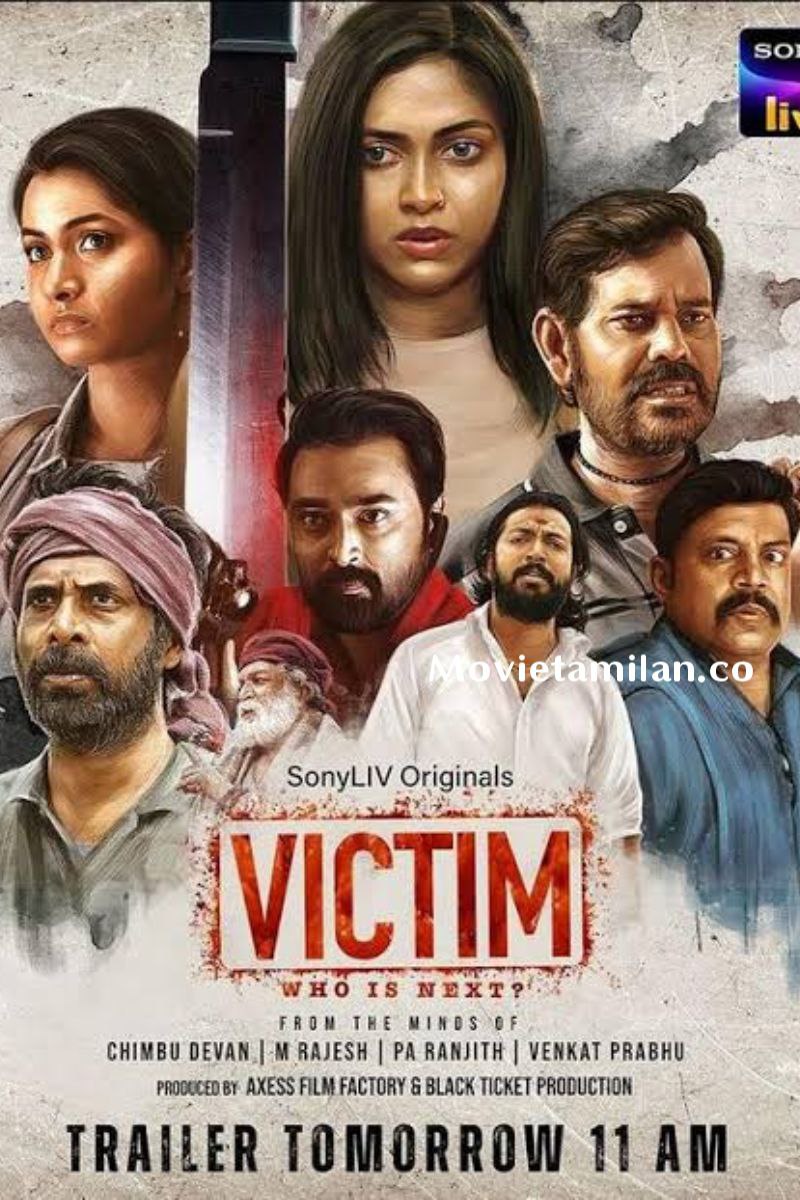 SON
liv
Movietamilan.co
SonyLIV Originals
VICTIM
WHO IS NEXT?
FROM THE MINDS OF
CHIMBU DEVAN | M RAJESH | PA RANJITH | VENKAT PRABHU
PRODUCED BY AXESS FILM FACTORY & BLACK TICKET PRODUCTION
TRAILER TOMORROW 11 AM